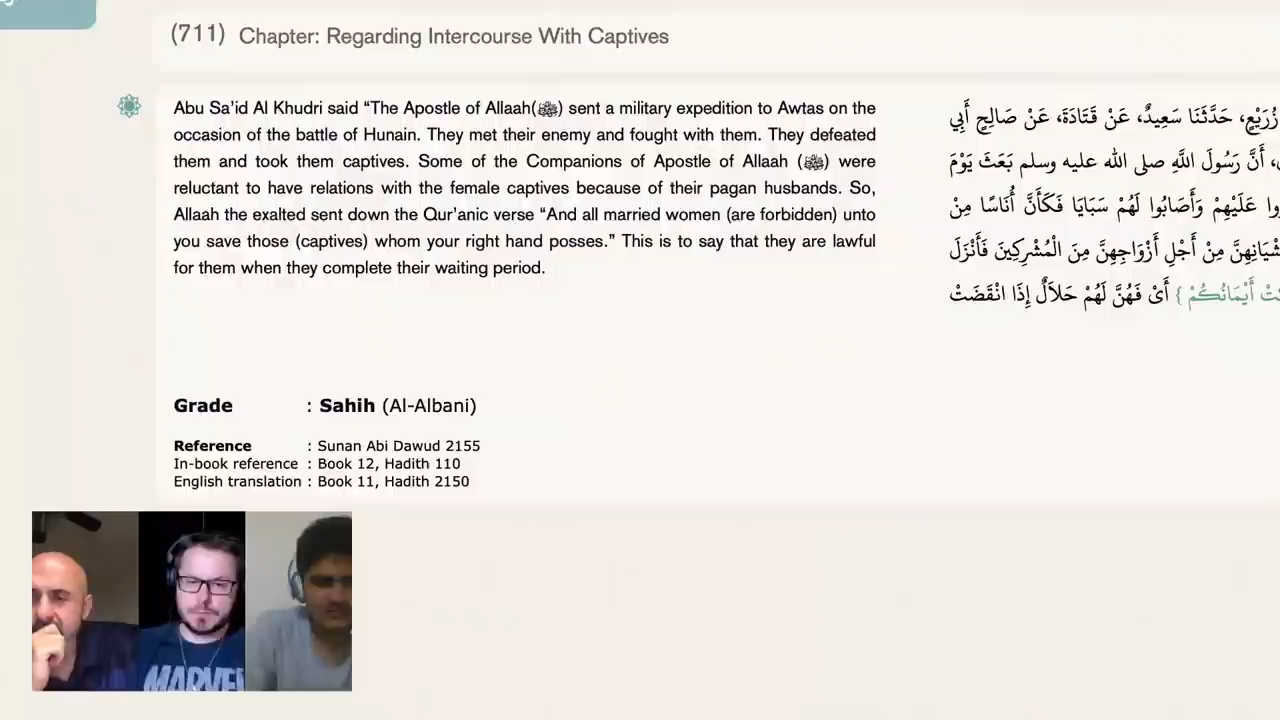 (711) Chapter: Regarding Intercourse With Captives
Abu Sa'id Al Khudri said “The Apostle of Allaah(ﷺ) sent a military expedition to Awtas on the
occasion of the battle of Hunain. They met their enemy and fought with them. They defeated
them and took them captives. Some of the Companions of Apostle of Allaah (ﷺ) were
reluctant to have relations with the female captives because of their pagan husbands. So,
Allaah the exalted sent down the Qur'anic verse “And all married women (are forbidden) unto
you save those (captives) whom your right hand posses.” This is to say that they are lawful
for them when they complete their waiting period.
زُرَيْعٍ، حَدَّثَنَا سَعِيدٌ، عَنْ قَتَادَةَ، عَنْ صَالِحٍ أَبِي
أَنَّ رَسُولَ اللَّهِ صلى الله عليه وسلم بَعَثَ يَوْمَ
عَلَيْهِمْ وَأَصَابُوا لَهُمْ سَبَايَا فَكَأَنَّ أُنَاسًا مِنْ
مِنْ أَجْلِ أَزْوَاجِهِنَّ مِنَ الْمُشْرِكِينَ فَأَنْزَلَ
أَيْمَانُكُمْ } أَىْ فَهُنَّ لَهُمْ حَلاَلٌ إِذَا انْقَضَتْ
Grade : Sahih (Al-Albani)
Reference : Sunan Abi Dawud 2155
In-book reference : Book 12, Hadith 110
English translation : Book 11, Hadith 2150
MARVEL